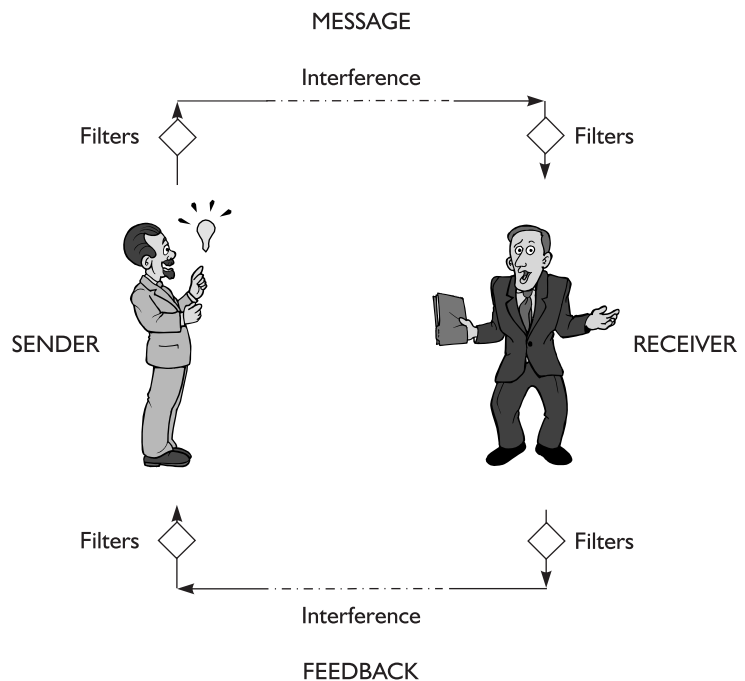 MESSAGE
Interference
Filters
Filters
SENDER
RECEIVER
Filters
Filters
Interference
FEEDBACK